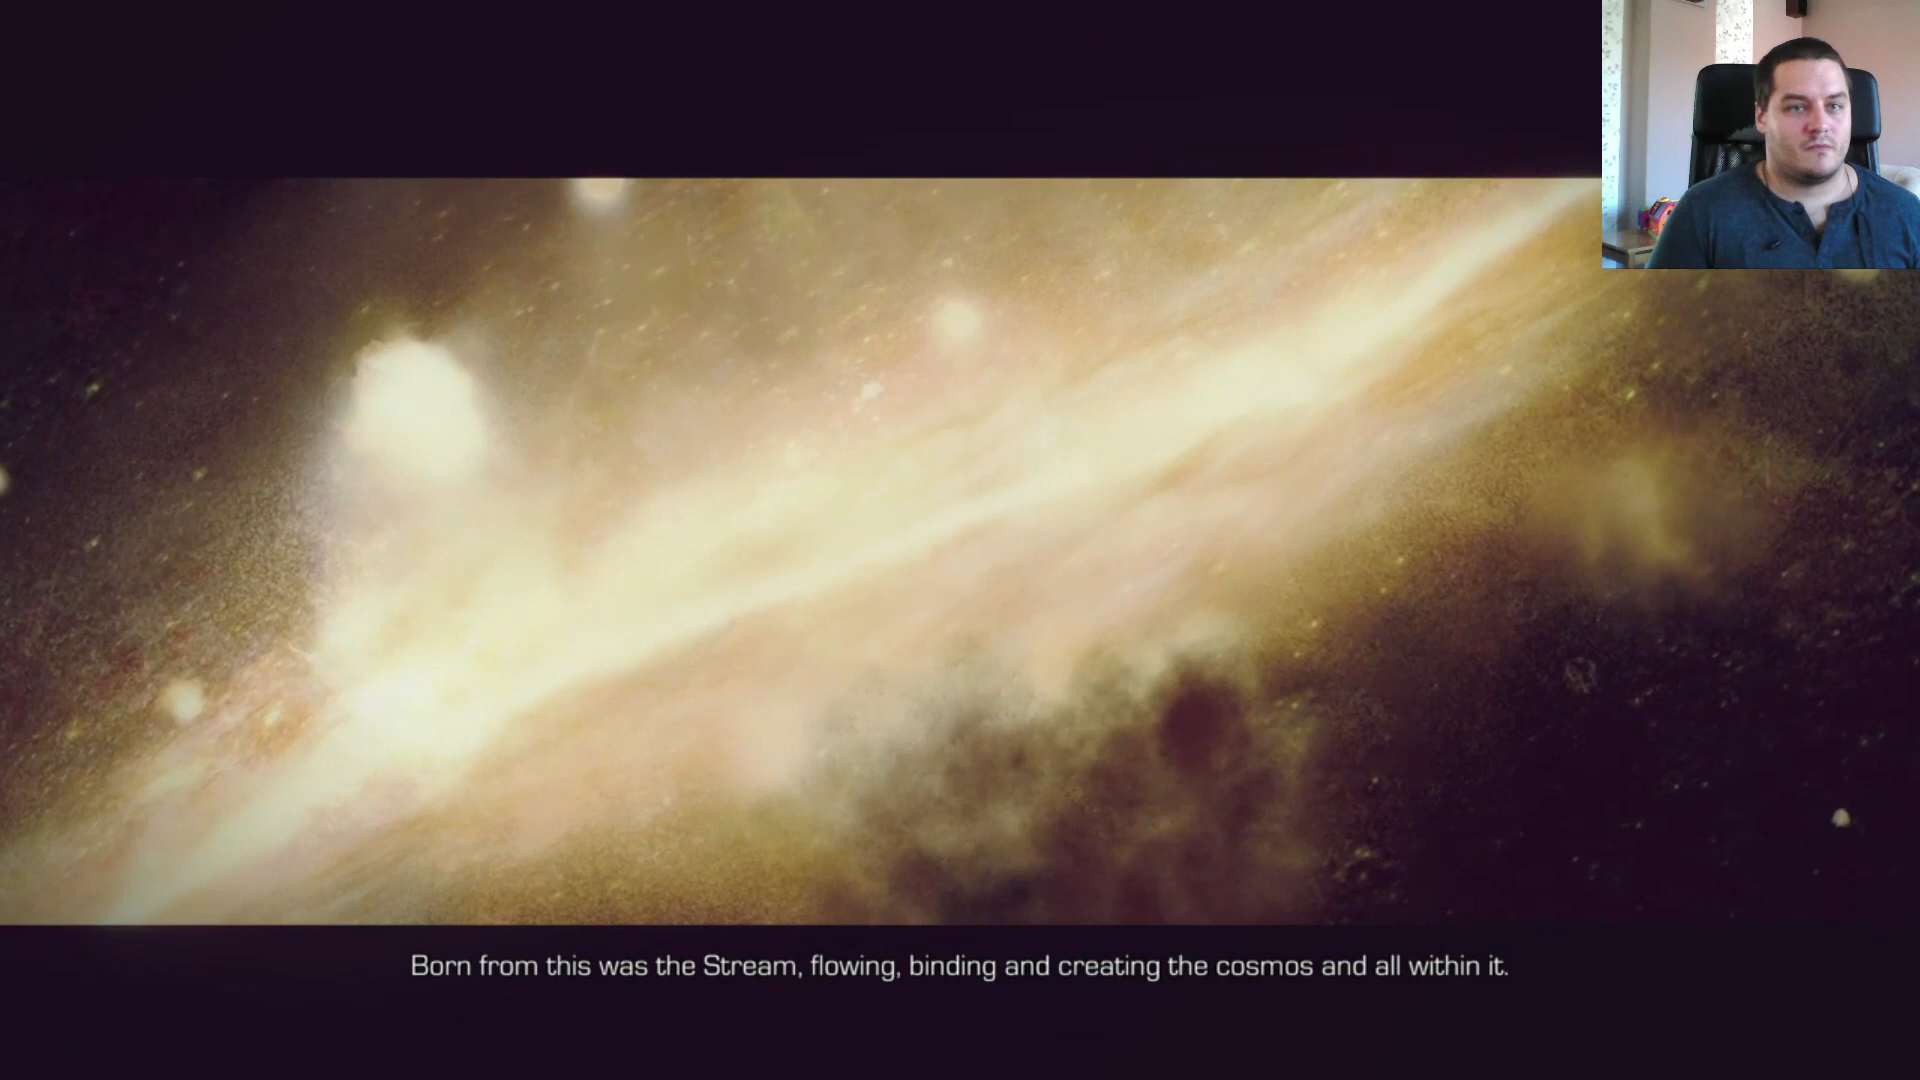 Born from this was the Stream, flowing, binding and creating the cosmos and all within it.